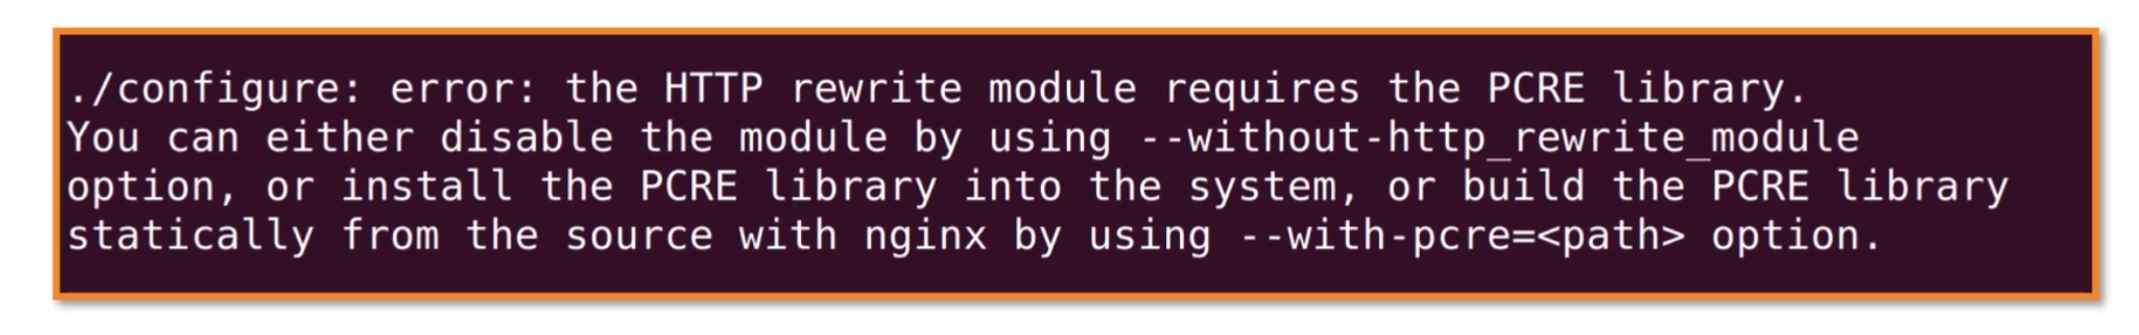 ./configure: error: the HTTP rewrite module requires the PCRE library.
You can either disable the module by using --without-http_rewrite_module
option, or install the PCRE library into the system, or build the PCRE library
statically from the source with nginx by using --with-pcre=<path> option.